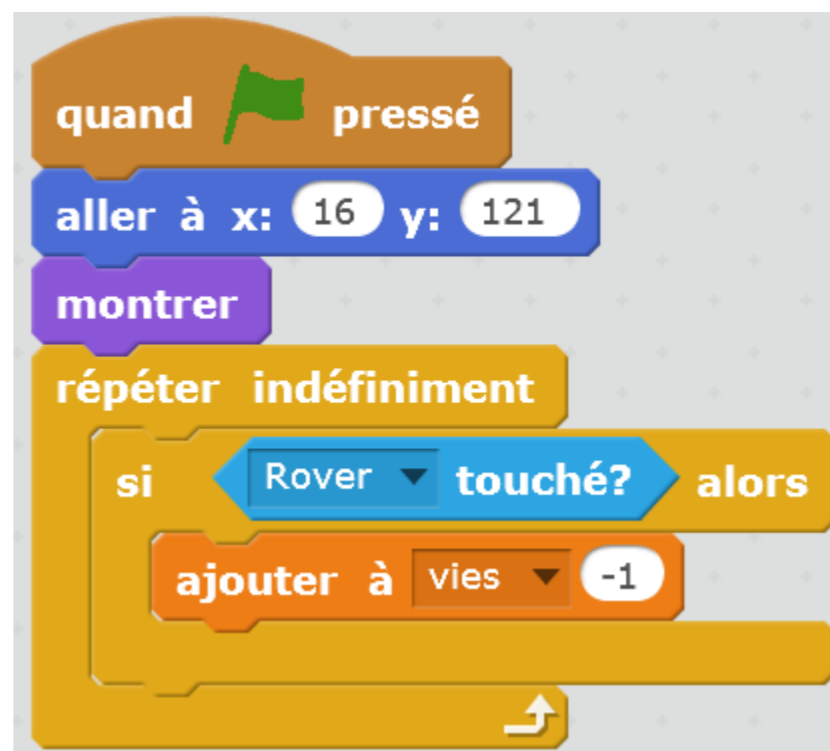 quand pressé
aller à x: 16 y: 121
montrer
répéter indéfiniment
si Rover touché? alors
ajouter à vies -1